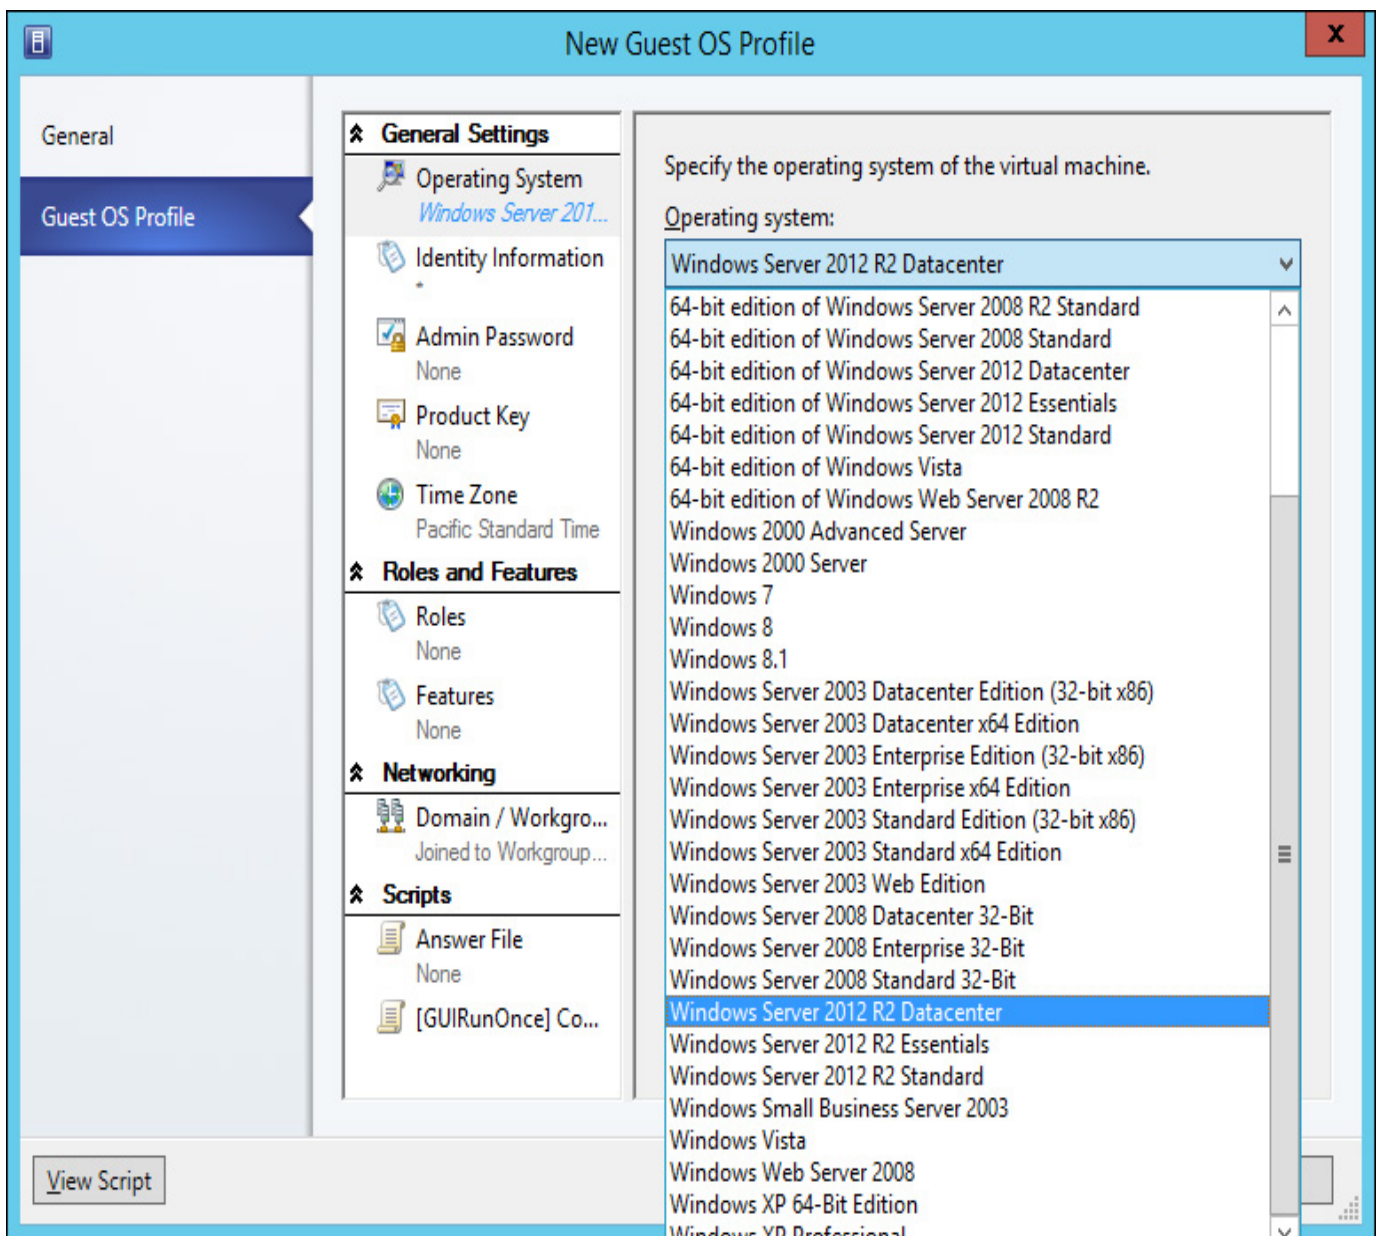 New Guest OS Profile
X
General
Guest OS Profile
General Settings
Operating System
Windows Server 201...
Identity Information
*
Admin Password
None
Product Key
None
Time Zone
Pacific Standard Time
Roles and Features
Roles
None
Features
None
Networking
Domain / Workgro...
Joined to Workgroup...
Scripts
Answer File
None
[GUIRunOnce] Co...
Specify the operating system of the virtual machine.
Operating system:
Windows Server 2012 R2 Datacenter
64-bit edition of Windows Server 2008 R2 Standard
64-bit edition of Windows Server 2008 Standard
64-bit edition of Windows Server 2012 Datacenter
64-bit edition of Windows Server 2012 Essentials
64-bit edition of Windows Server 2012 Standard
64-bit edition of Windows Vista
64-bit edition of Windows Web Server 2008 R2
Windows 2000 Advanced Server
Windows 2000 Server
Windows 7
Windows 8
Windows 8.1
Windows Server 2003 Datacenter Edition (32-bit x86)
Windows Server 2003 Datacenter x64 Edition
Windows Server 2003 Enterprise Edition (32-bit x86)
Windows Server 2003 Enterprise x64 Edition
Windows Server 2003 Standard Edition (32-bit x86)
Windows Server 2003 Standard x64 Edition
Windows Server 2003 Web Edition
Windows Server 2008 Datacenter 32-Bit
Windows Server 2008 Enterprise 32-Bit
Windows Server 2008 Standard 32-Bit
Windows Server 2012 R2 Datacenter
Windows Server 2012 R2 Essentials
Windows Server 2012 R2 Standard
Windows Small Business Server 2003
Windows Vista
Windows Web Server 2008
Windows XP 64-Bit Edition
Windows XP Professional
View Script